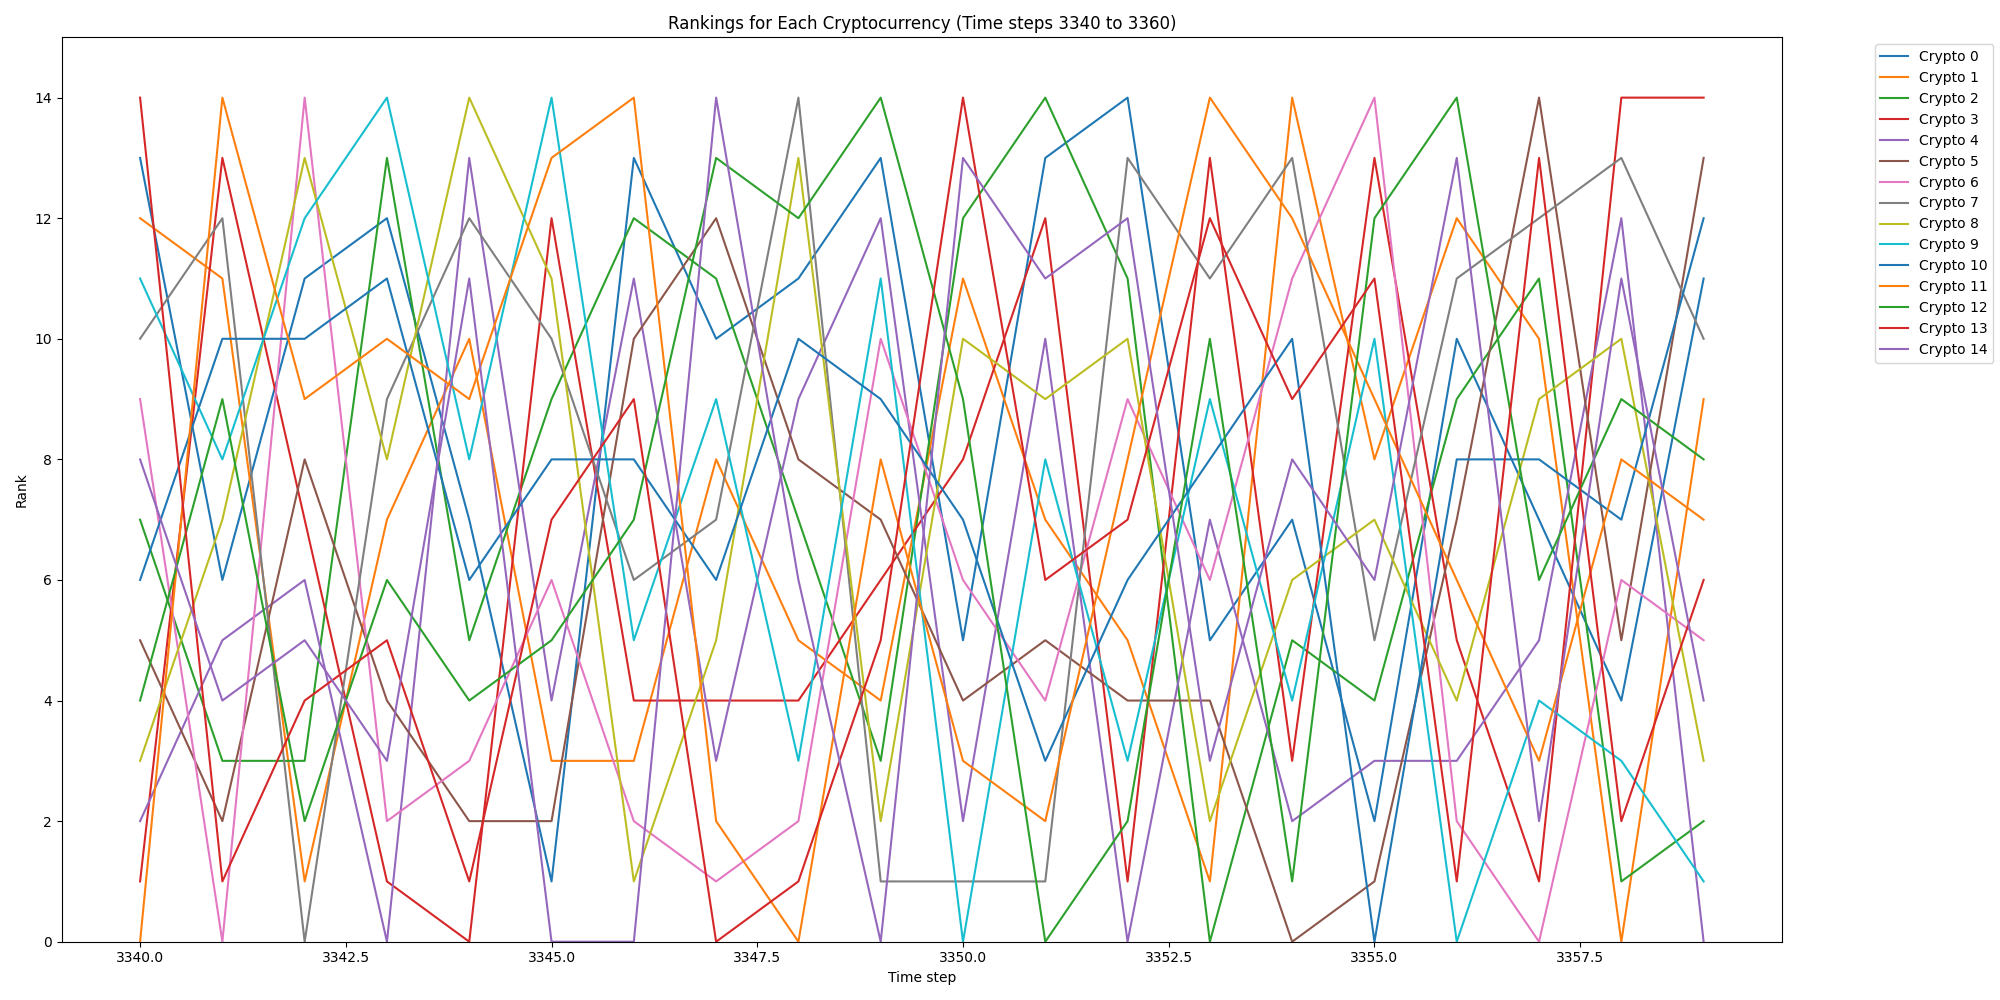 Rankings for Each Cryptocurrency (Time steps 3340 to 3360)
Rank
14
12
10
8
6
4
2
0
3340.0
3342.5
3345.0
3347.5
3350.0
3352.5
3355.0
3357.5
Time step
Crypto 0
Crypto 1
Crypto 2
Crypto 3
Crypto 4
Crypto 5
Crypto 6
Crypto 7
Crypto 8
Crypto 9
Crypto 10
Crypto 11
Crypto 12
Crypto 13
Crypto 14